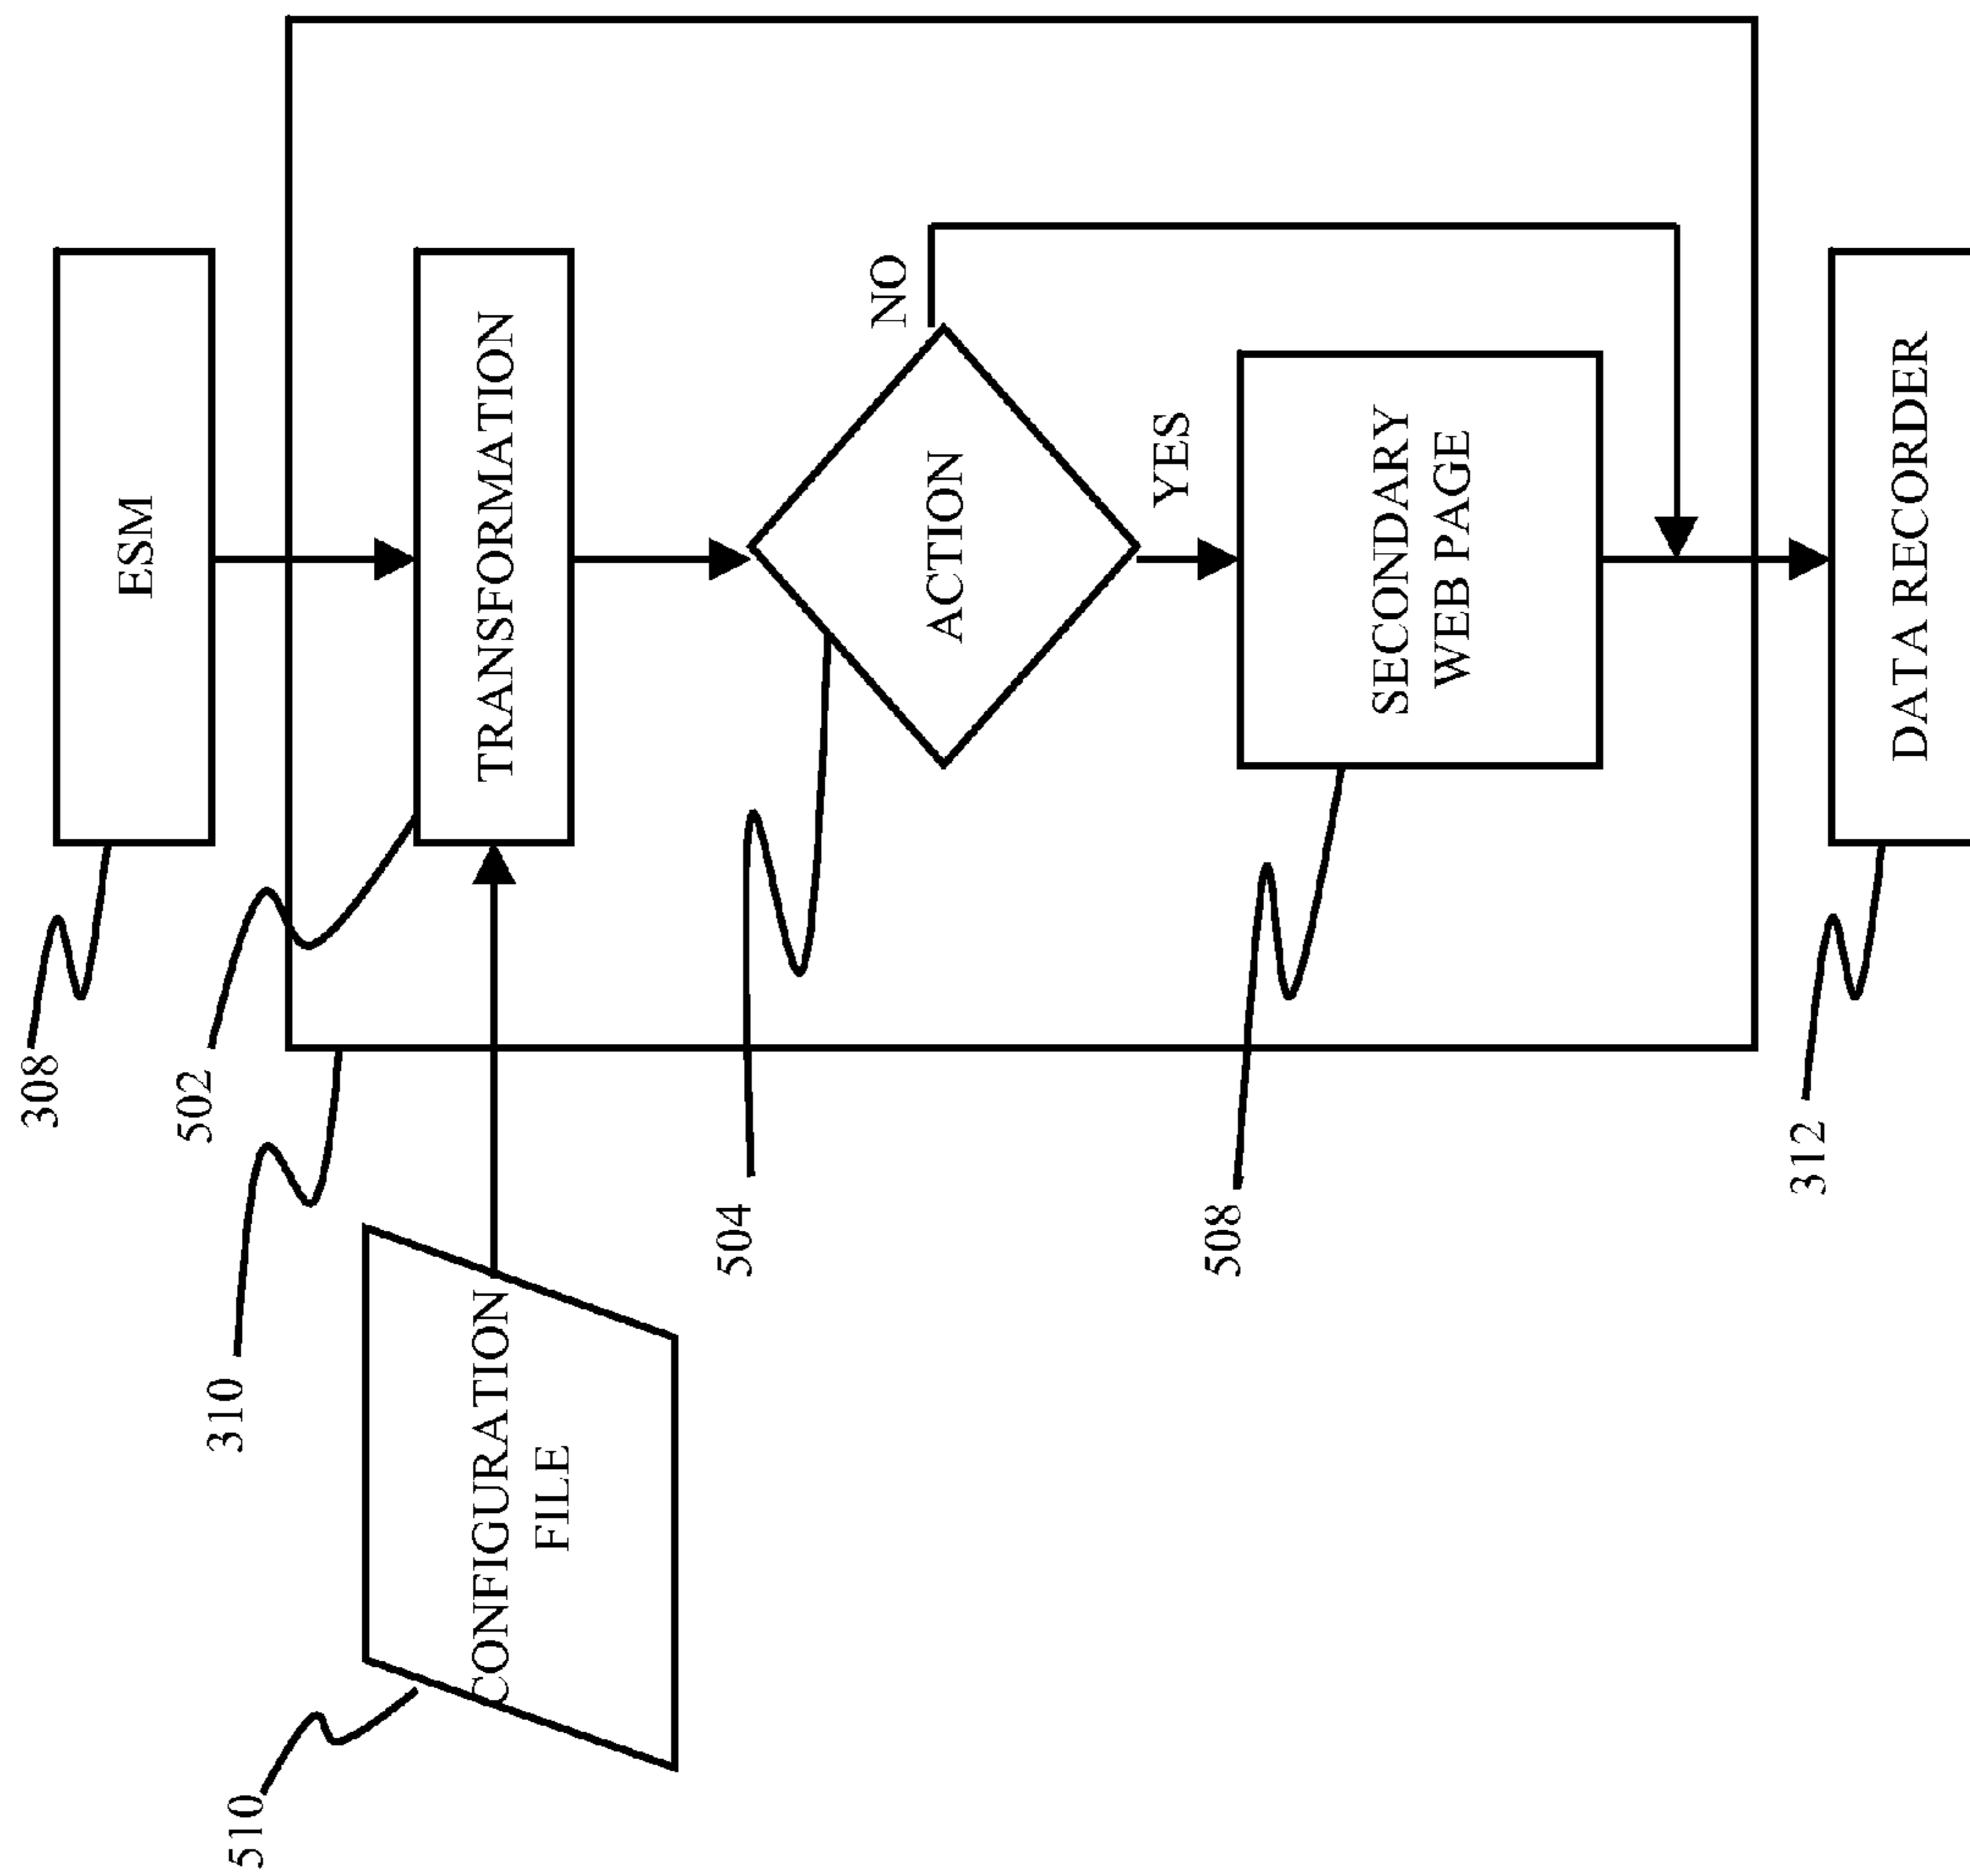 308
ESM
502
310
TRANSFORMATION
510
CONFIGURATION
FILE
504
ACTION
NO
YES
508
SECONDARY
WEB PAGE
312
DATA RECORDER